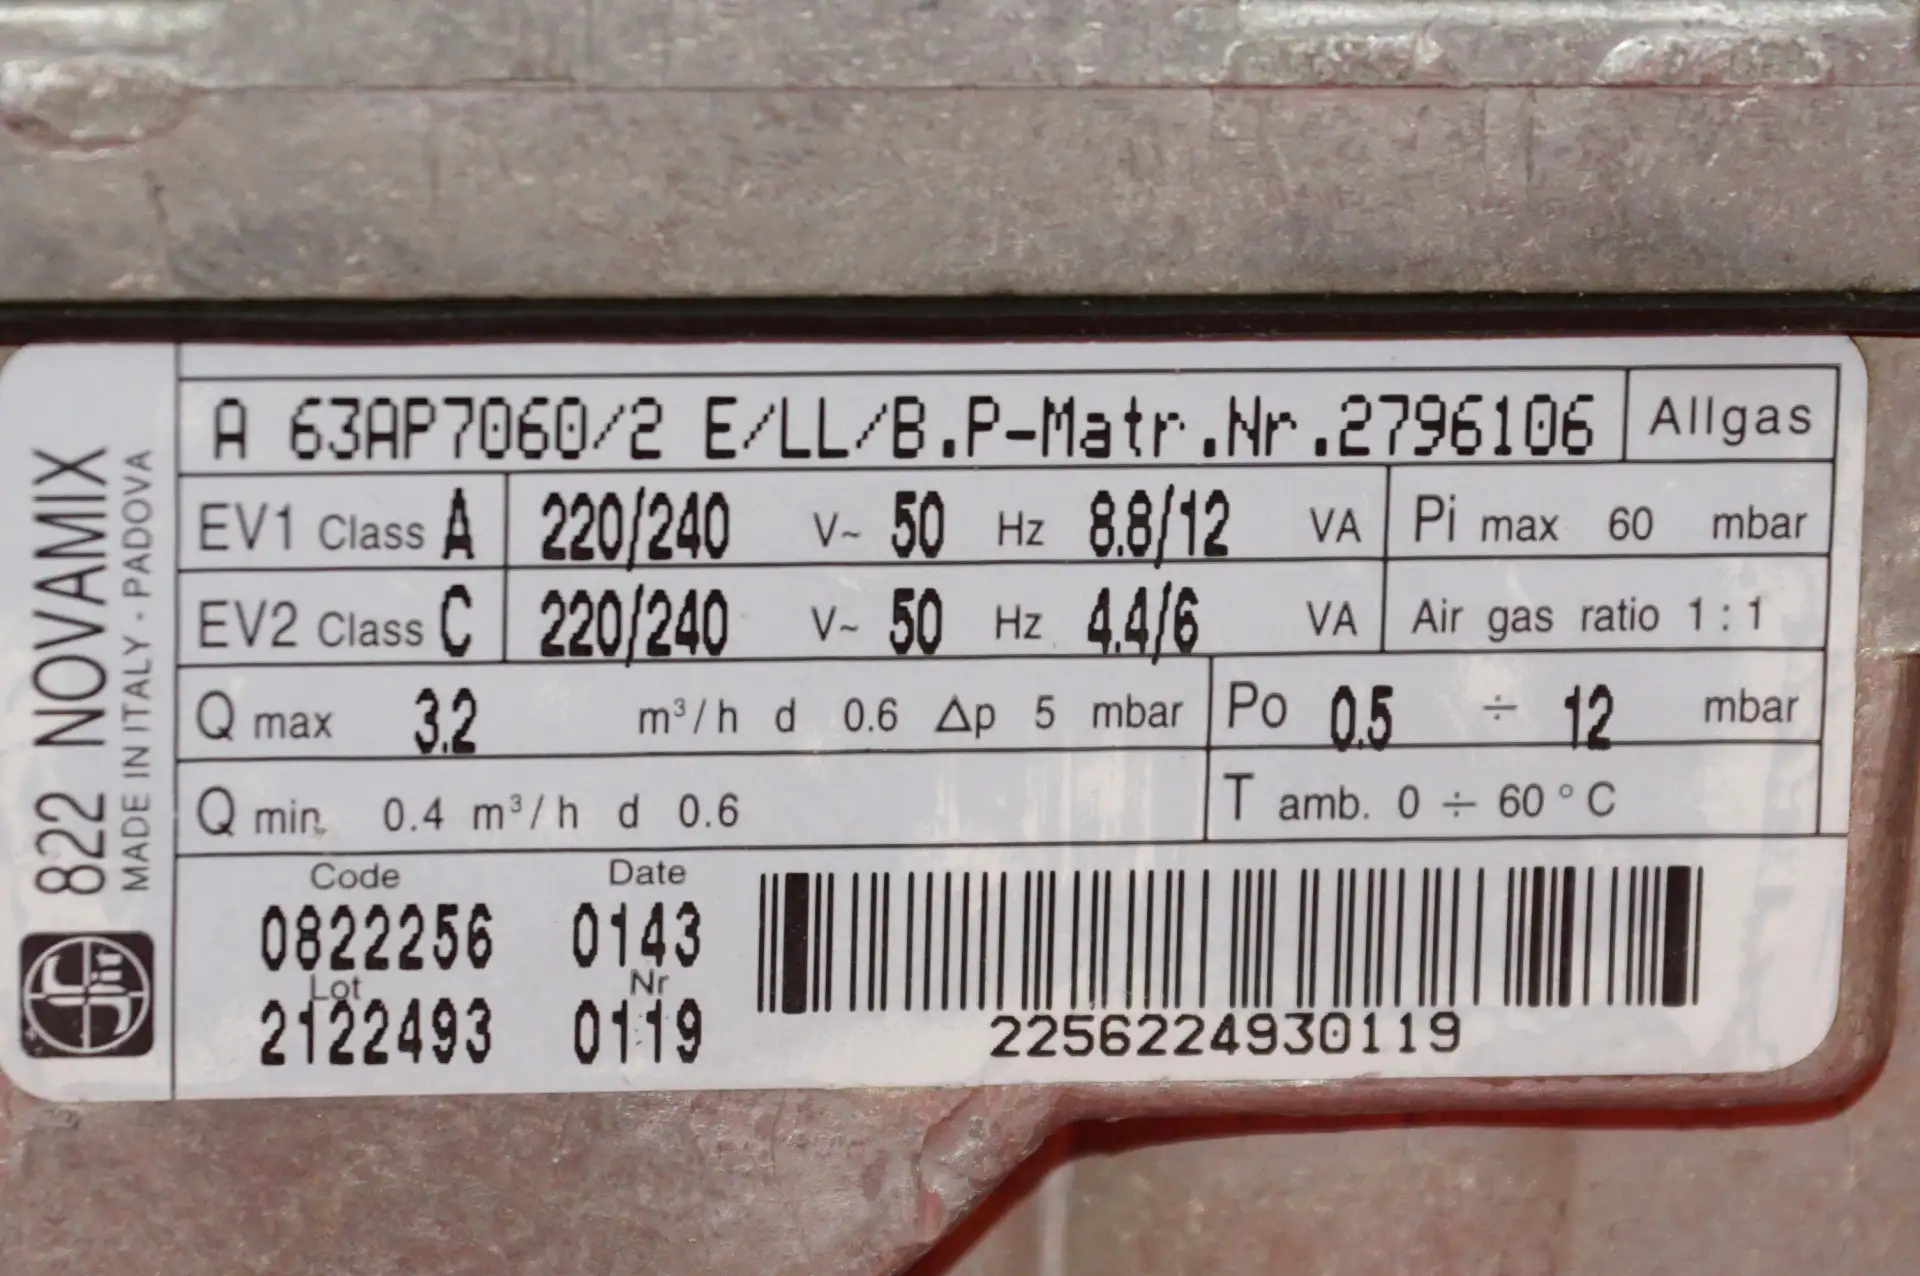 822 NOVAMIX
MADE IN ITALY - PADOVA
sit
A 63AP7060/2 E/LL/B.P-Matr.Nr.2796106 Allgas
EV1 Class A 220/240 V~ 50 Hz 8.8/12 VA Pi max 60 mbar
EV2 Class C 220/240 V~ 50 Hz 4.4/6 VA Air gas ratio 1 : 1
Q max 3.2 m³/h d 0.6 Δp 5 mbar Po 0.5 ÷ 12 mbar
Q min. 0.4 m³/h d 0.6 T amb. 0 ÷ 60 °C
Code Date
0822256 0143
Lot Nr
2122493 0119
2256224930119